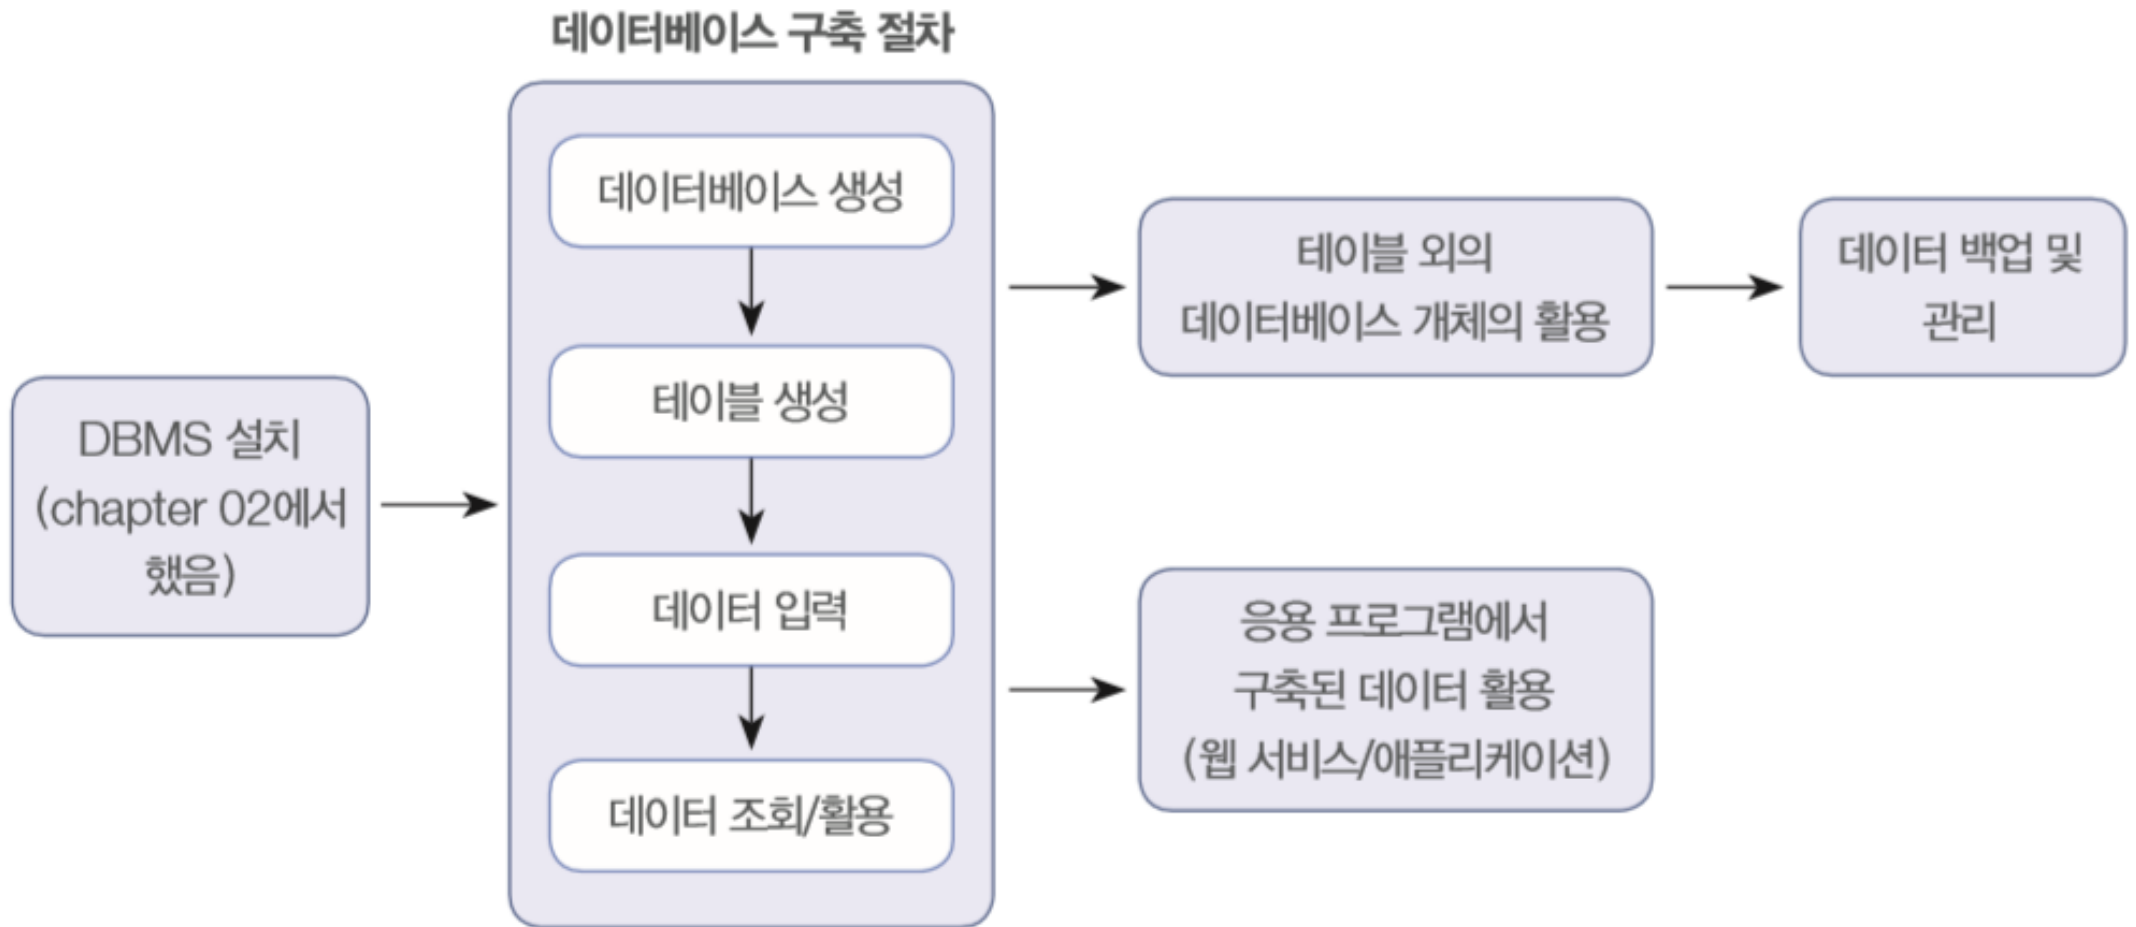 데이터베이스 구축 절차
DBMS 설치
(chapter 02에서
했음)
데이터베이스 생성
테이블 생성
데이터 입력
데이터 조회/활용
테이블 외의
데이터베이스 개체의 활용
데이터 백업 및
관리
응용 프로그램에서
구축된 데이터 활용
(웹 서비스/애플리케이션)